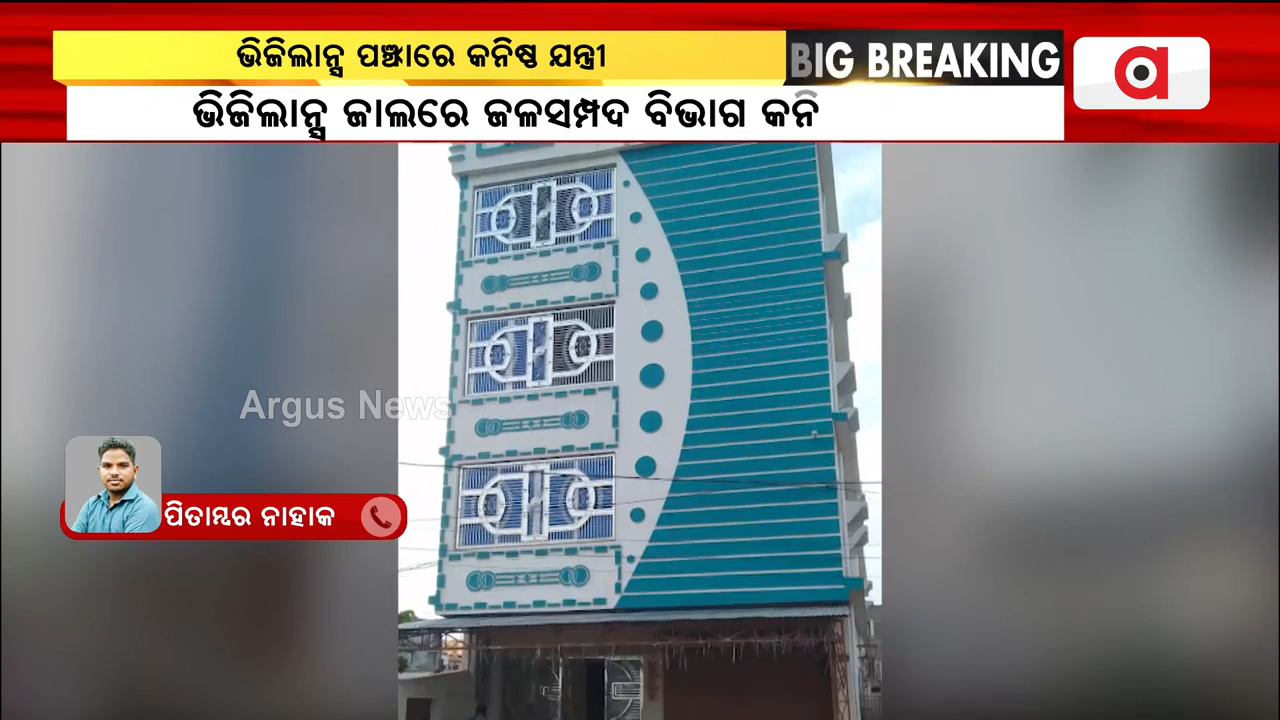 ଭିଜିଲାନ୍ସ ପଞ୍ଝାରେ କନିଷ୍ଠ ଯନ୍ତ୍ରୀ
BIG BREAKING
a
ଭିଜିଲାନ୍ସ ଜାଲରେ ଜଳସମ୍ପଦ ବିଭାଗ କନି
Argus News
ପିତାମ୍ବର ନାହାକ